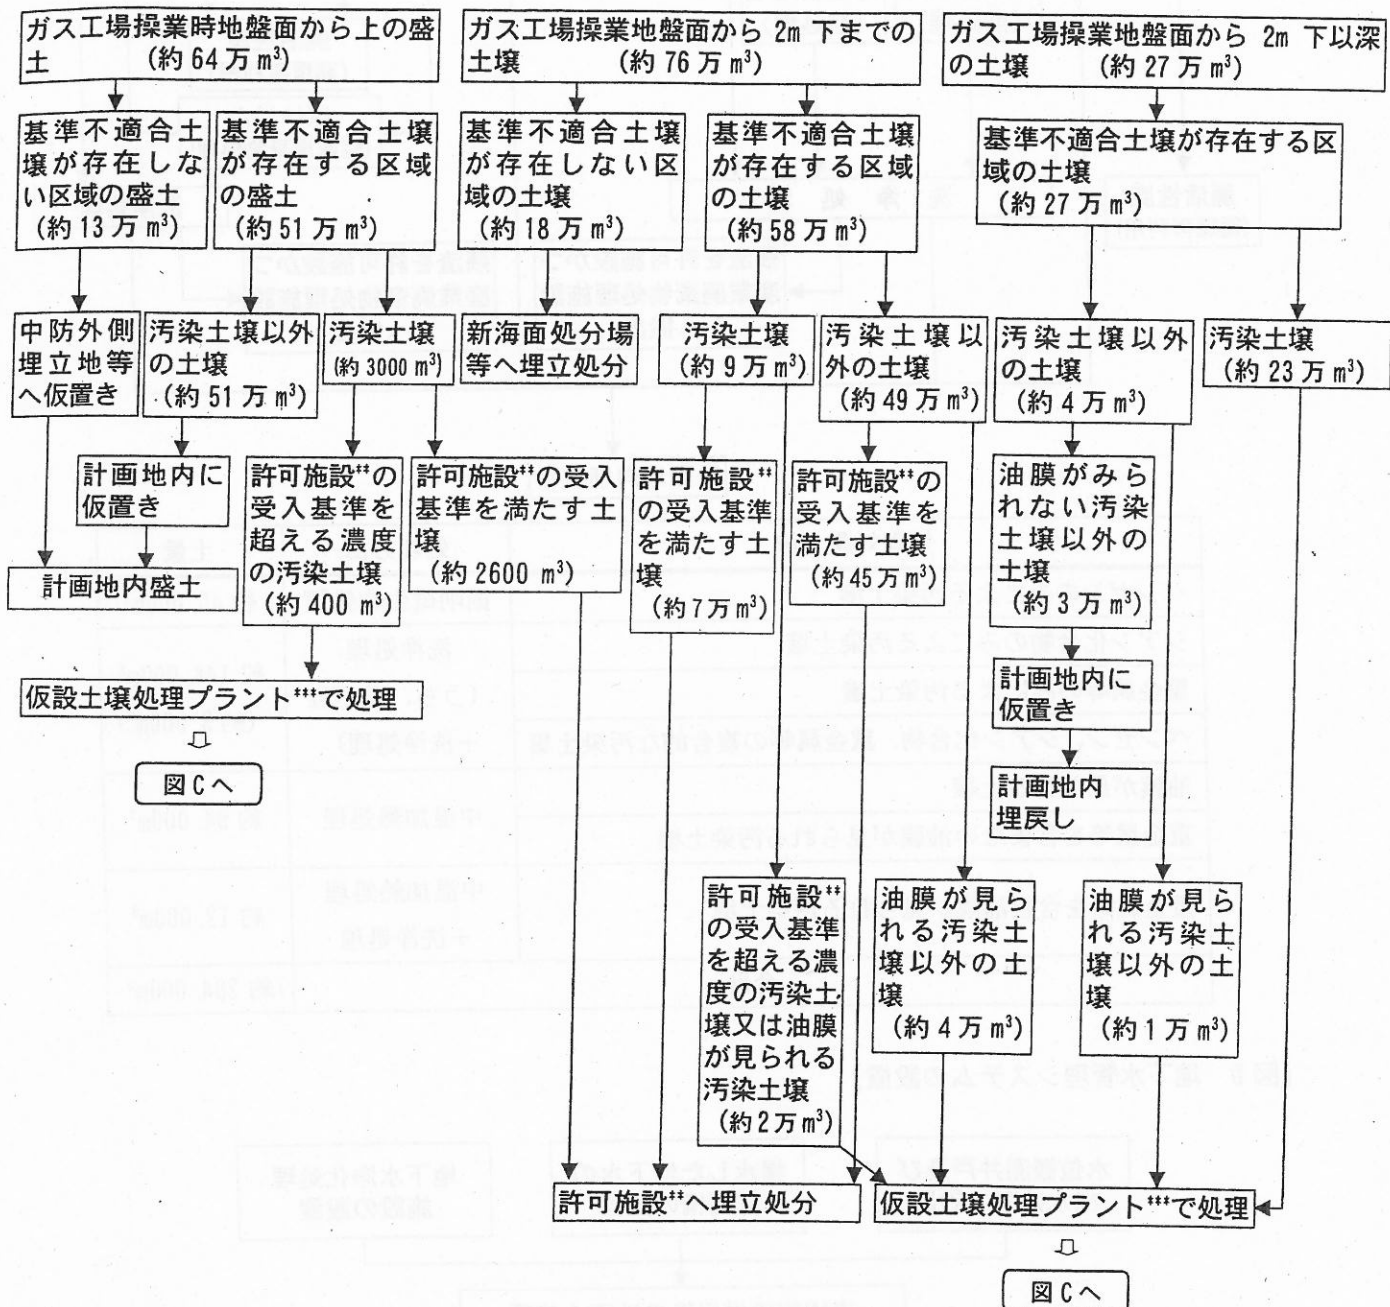 ガス工場操業時地盤面から上の盛
土 (約 64 万 m³)
ガス工場操業地盤面から 2m 下までの
土壌 (約 76 万 m³)
ガス工場操業地盤面から 2m 下以深
の土壌 (約 27 万 m³)
基準不適合土
壌が存在しな
い区域の盛土
(約 13 万 m³)
基準不適合土壌
が存在する区域
の盛土
(約 51 万 m³)
基準不適合土壌
が存在しない区
域の土壌
(約 18 万 m³)
基準不適合土壌
が存在する区域
の土壌
(約 58 万 m³)
基準不適合土壌が存在する区
域の土壌
(約 27 万 m³)
中防外側
埋立地等
へ仮置き
汚染土壌以外
の土壌
(約 51 万 m³)
汚染土壌
(約 3000 m³)
新海面処分場
等へ埋立処分
汚染土壌
(約 9 万 m³)
汚染土壌以
外の土壌
(約 49 万 m³)
汚染土壌以外
の土壌
(約 4 万 m³)
汚染土壌
(約 23 万 m³)
計画地内に
仮置き
許可施設**の
受入基準を
超える濃度
の汚染土壌
(約 400 m³)
許可施設**の受入
基準を満たす土
壌
(約 2600 m³)
許可施設**
の受入基準
を満たす土
壌
(約 7 万 m³)
許可施設**の
受入基準を
満たす土壌
(約 45 万 m³)
油膜がみら
れない汚染
土壌以外の
土壌
(約 3 万 m³)
計画地内盛土
仮設土壌処理プラント***で処理
図 C へ
計画地内に
仮置き
計画地内
埋戻し
許可施設**
の受入基準
を超える濃
度の汚染土
壌又は油膜
が見られる
汚染土壌
(約 2 万 m³)
油膜が見ら
れる汚染土
壌以外の土
壌
(約 4 万 m³)
油膜が見ら
れる汚染土
壌以外の土
壌
(約 1 万 m³)
許可施設**へ埋立処分
仮設土壌処理プラント***で処理
図 C へ